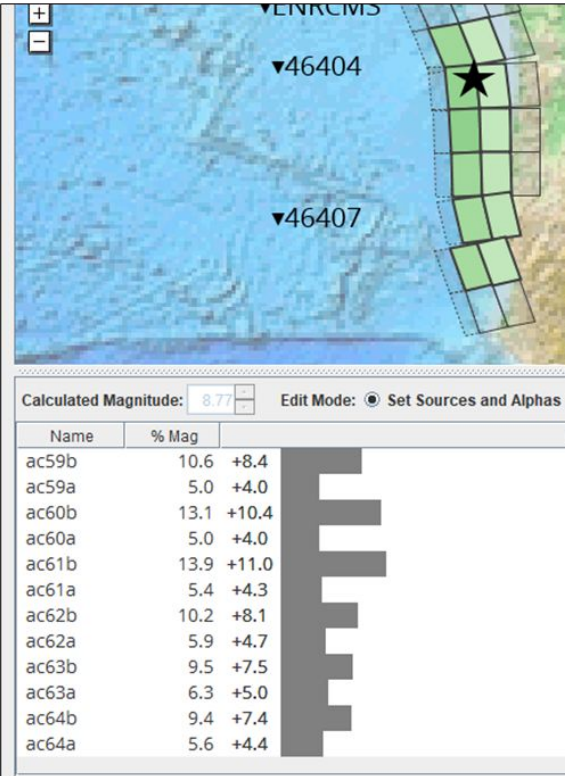 +
▾ENRCMS
−
▾46404
▾46407
Calculated Magnitude: 8.77 Edit Mode: Set Sources and Alphas
Name % Mag
ac59b 10.6 +8.4
ac59a 5.0 +4.0
ac60b 13.1 +10.4
ac60a 5.0 +4.0
ac61b 13.9 +11.0
ac61a 5.4 +4.3
ac62b 10.2 +8.1
ac62a 5.9 +4.7
ac63b 9.5 +7.5
ac63a 6.3 +5.0
ac64b 9.4 +7.4
ac64a 5.6 +4.4